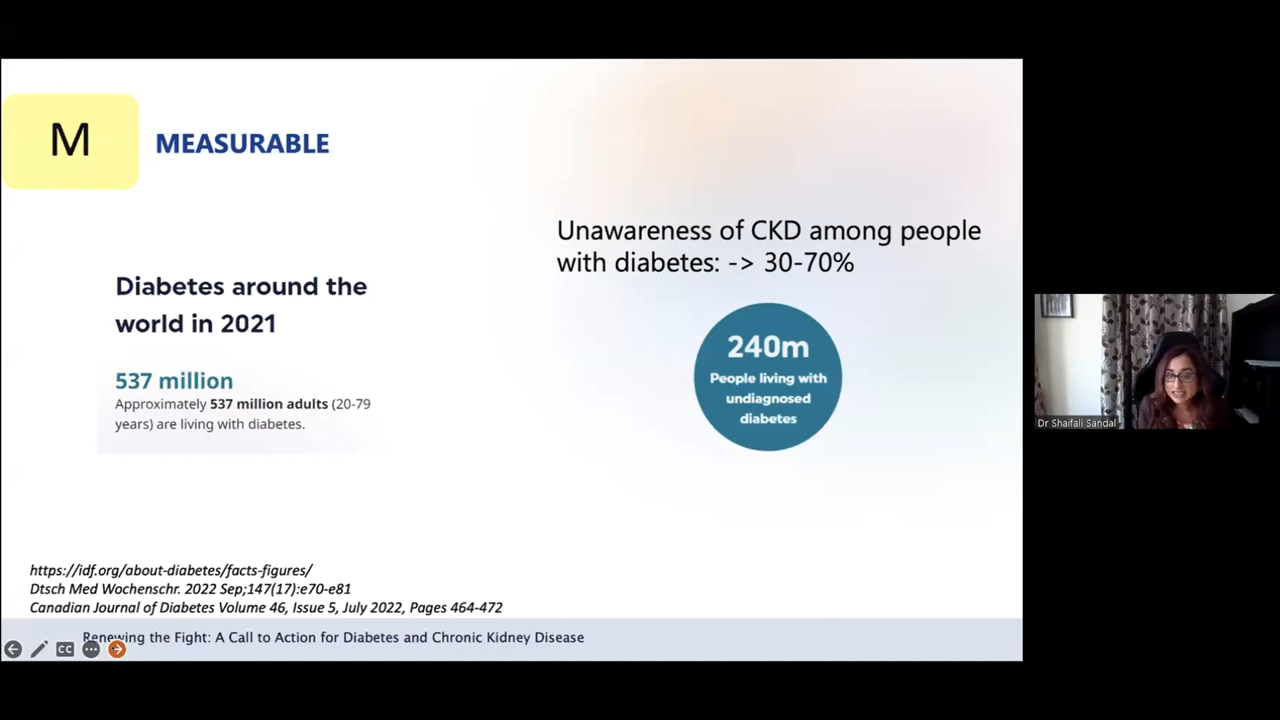 M
MEASURABLE
Unawareness of CKD among people
with diabetes: -> 30-70%
Diabetes around the
world in 2021
537 million
Approximately 537 million adults (20-79
years) are living with diabetes.
240m
People living with
undiagnosed
diabetes
https://idf.org/about-diabetes/facts-figures/
Dtsch Med Wochenschr. 2022 Sep;147(17):e70-e81
Canadian Journal of Diabetes Volume 46, Issue 5, July 2022, Pages 464-472
Renewing the Fight: A Call to Action for Diabetes and Chronic Kidney Disease
CC
Dr Shaifali Sandal